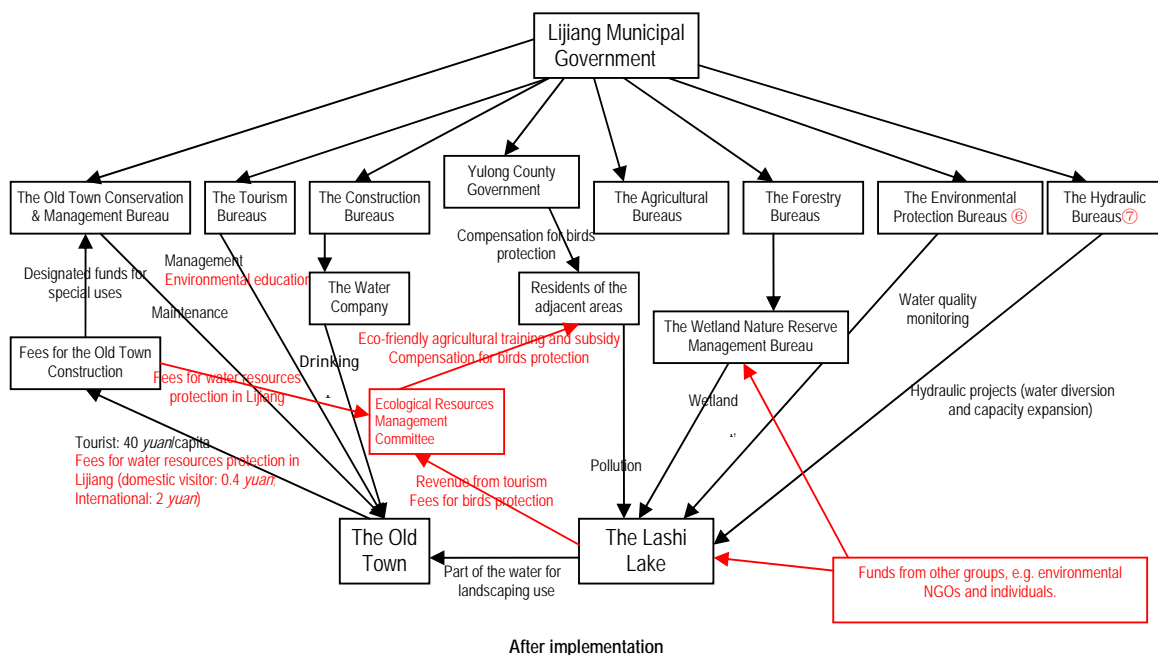 Lijiang Municipal
Government
Yulong County
Government
The Old Town Conservation
& Management Bureau
The Tourism
Bureaus
The Construction
Bureaus
The Agricultural
Bureaus
The Forestry
Bureaus
The Environmental
Protection Bureaus ⑥
The Hydraulic
Bureaus⑦
Compensation for birds
protection
Designated funds for
special uses
Management
Environmental education
Maintenance
The Water
Company
Residents of the
adjacent areas
Water quality
monitoring
The Wetland Nature Reserve
Management Bureau
Eco-friendly agricultural training and subsidy
Compensation for birds protection
Fees for the Old Town
Construction
Drinking
Fees for water resources
protection in Lijiang
Ecological Resources
Management
Committee
Wetland
Hydraulic projects (water diversion
and capacity expansion)
Tourist: 40 yuan/capita
Fees for water resources protection in
Lijiang (domestic visitor: 0.4 yuan
International: 2 yuan)
Pollution
Revenue from tourism
Fees for birds protection
The Old
Town
The Lashi
Lake
Part of the water for
landscaping use
Funds from other groups, e.g. environmental
NGOs and individuals.
After implementation